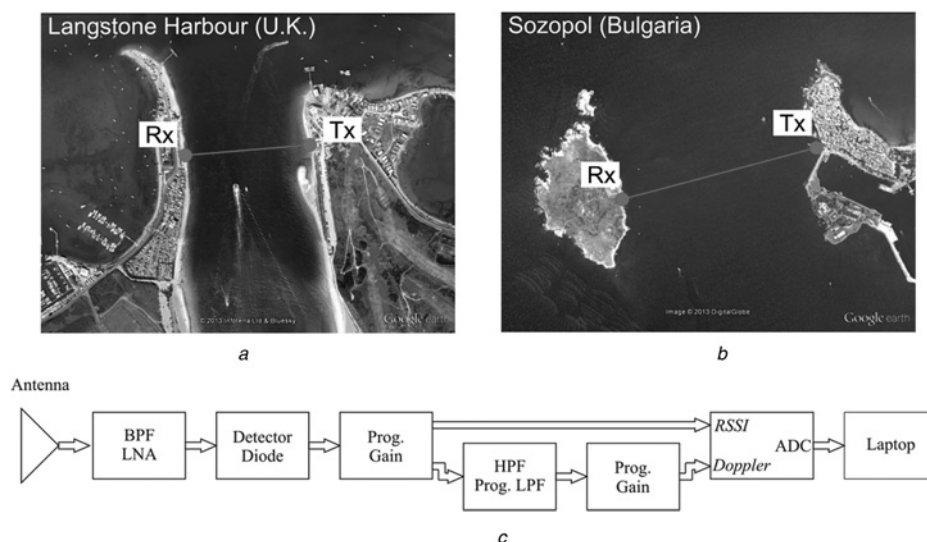 Langstone Harbour (U.K.)
Rx
Tx
© 2013 Infoterra Ltd & Bluesky
Google earth
a
Sozopol (Bulgaria)
Tx
Rx
Image © 2013 DigitalGlobe
Google earth
b
Antenna
BPF
LNA
Detector
Diode
Prog.
Gain
HPF
Prog. LPF
Prog.
Gain
RSSI
ADC
Doppler
Laptop
c